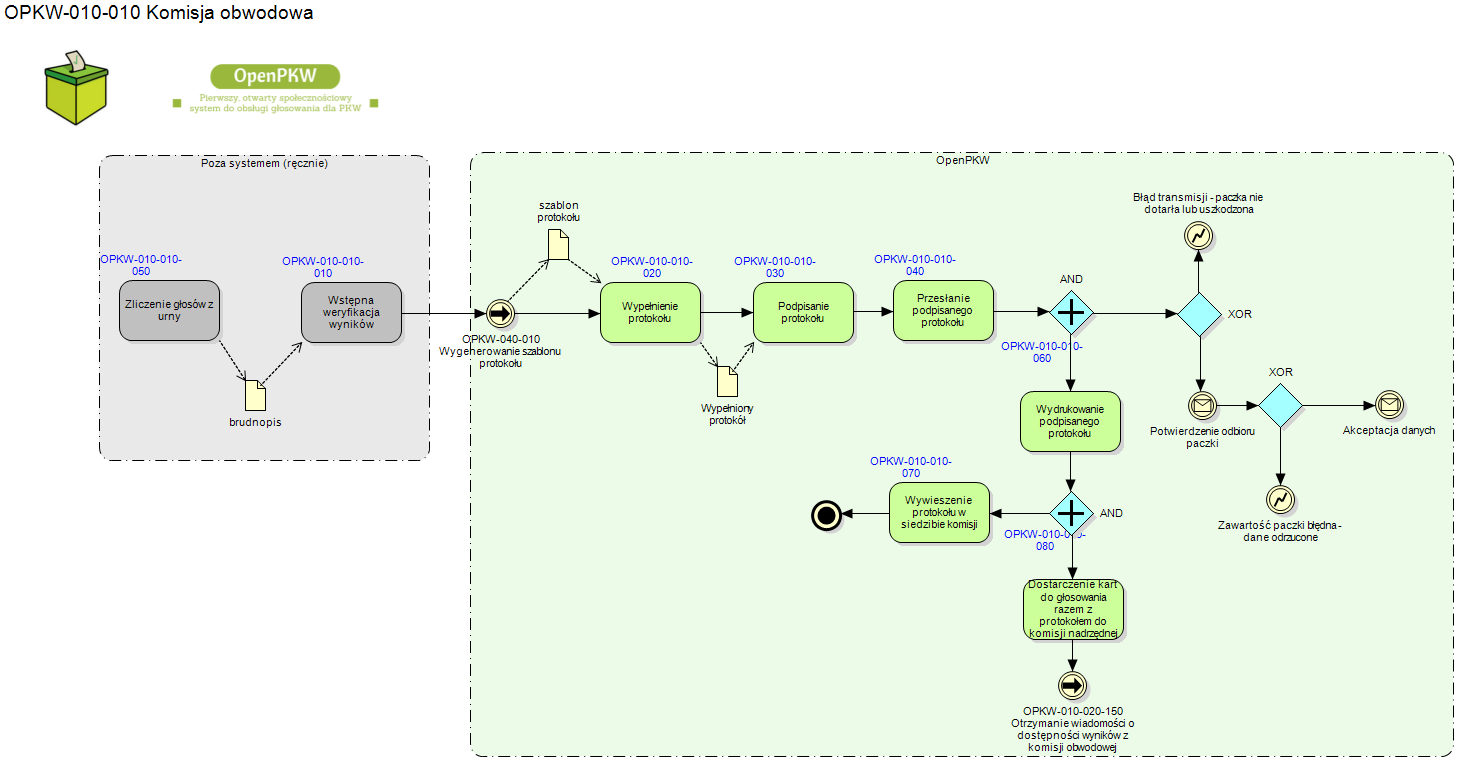 OPKW-010-010 Komisja obwodowa
OpenPKW
Pierwszy, otwarty społecznościowy
system do obsługi głosowania dla PKW
Poza systemem (ręcznie)
OPKW-010-010-
050
Zliczenie głosów z
urny
OPKW-010-010-
010
Wstępna
weryfikacja
wyników
brudnopis
OpenPKW
szablon
protokołu
OPKW-040-010
Wygenerowanie szablonu
protokołu
OPKW-010-010-
020
Wypełnienie
protokołu
Wypełniony
protokół
OPKW-010-010-
030
Podpisanie
protokołu
OPKW-010-010-
040
Przesłanie
podpisanego
protokołu
AND
OPKW-010-010-
060
Wydrukowanie
podpisanego
protokołu
Błąd transmisji - paczka nie
dotarła lub uszkodzona
XOR
Potwierdzenie odbioru
paczki
XOR
Akceptacja danych
Zawartość paczki błędna -
dane odrzucone
OPKW-010-010-
070
Wywieszenie
protokołu w
siedzibie komisji
AND
OPKW-010-010-
080
Dostarczenie kart
do głosowania
razem z
protokołem do
komisji nadrzędnej
OPKW-010-020-150
Otrzymanie wiadomości o
dostępności wyników z
komisji obwodowej